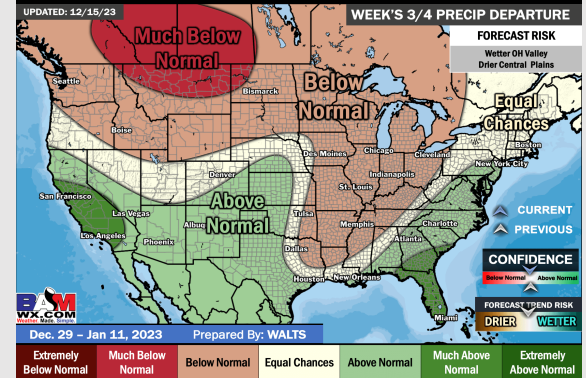 UPDATED: 12/15/23
WEEK'S 3/4 PRECIP DEPARTURE
FORECAST RISK
Wetter OH Valley
Drier Central Plains
Much Below
Normal
Below
Normal
Equal
Chances
Above
Normal
Seattle
Bismarck
Boise
Des Moines
Chicago
Cleveland
Boston
New York City
Denver
Indianapolis
St. Louis
San Francisco
Las Vegas
Los Angeles
Phoenix
Albuq
Tulsa
Memphis
Charlotte
Atlanta
Dallas
Houston
New Orleans
Miami
CURRENT
PREVIOUS
CONFIDENCE
Below Normal
Above Normal
FORECAST TREND RISK
DRIER
WETTER
BAM
WX.COM
Weather. Made. Simple.
Dec. 29 – Jan 11, 2023
Prepared By: WALTS
Extremely
Below Normal
Much Below
Normal
Below Normal
Equal Chances
Above Normal
Much Above
Normal
Extremely
Above Normal